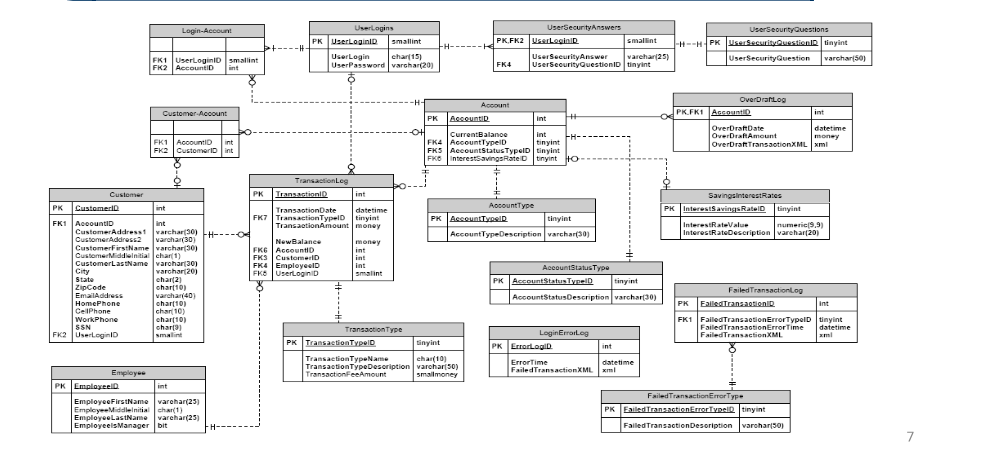 Login-Account
FK1 UserLoginID smallint
FK2 AccountID int
UserLogins
PK UserLoginID smallint
UserLogin char(15)
UserPassword varchar(20)
UserSecurityAnswers
PK,FK2 UserLoginID smallint
UserSecurityAnswer varchar(25)
FK4 UserSecurityQuestionID tinyint
UserSecurityQuestions
PK UserSecurityQuestionID tinyint
UserSecurityQuestion varchar(50)
Customer-Account
FK1 AccountID int
FK2 CustomerID int
Account
PK AccountID int
CurrentBalance int
FK4 AccountTypeID tinyint
FK5 AccountStatusTypeID tinyint
FK6 InterestSavingsRateID tinyint
OverDraftLog
PK,FK1 AccountID int
OverDraftDate datetime
OverDraftAmount money
OverDraftTransactionXML xml
Customer
PK CustomerID int
FK1 AccountID int
CustomerAddress1 varchar(30)
CustomerAddress2 varchar(30)
CustomerFirstName varchar(30)
CustomerMiddleInitial char(1)
CustomerLastName varchar(30)
City varchar(20)
State char(2)
ZipCode char(10)
EmailAddress varchar(40)
HomePhone char(10)
CellPhone char(10)
WorkPhone char(10)
SSN char(9)
FK2 UserLoginID smallint
TransactionLog
PK TransactionID int
TransactionDate datetime
FK7 TransactionTypeID tinyint
TransactionAmount money
NewBalance money
FK6 AccountID int
FK3 CustomerID int
FK4 EmployeeID int
FK5 UserLoginID smallint
AccountType
PK AccountTypeID tinyint
AccountTypeDescription varchar(30)
SavingsInterestRates
PK InterestSavingsRateID tinyint
InterestRateValue numeric(9,9)
InterestRateDescription varchar(20)
AccountStatusType
PK AccountStatusTypeID tinyint
AccountStatusDescription varchar(30)
FailedTransactionLog
PK FailedTransactionID int
FK1 FailedTransactionErrorTypeID tinyint
FailedTransactionErrorTime datetime
FailedTransactionXML xml
TransactionType
PK TransactionTypeID tinyint
TransactionTypeName char(10)
TransactionTypeDescription varchar(50)
TransactionFeeAmount smallmoney
LoginErrorLog
PK ErrorLogID int
ErrorTime datetime
FailedTransactionXML xml
Employee
PK EmployeeID int
EmployeeFirstName varchar(25)
EmployeeMiddleInitial char(1)
EmployeeLastName varchar(25)
EmployeeIsManager bit
FailedTransactionErrorType
PK FailedTransactionErrorTypeID tinyint
FailedTransactionDescription varchar(50)
7